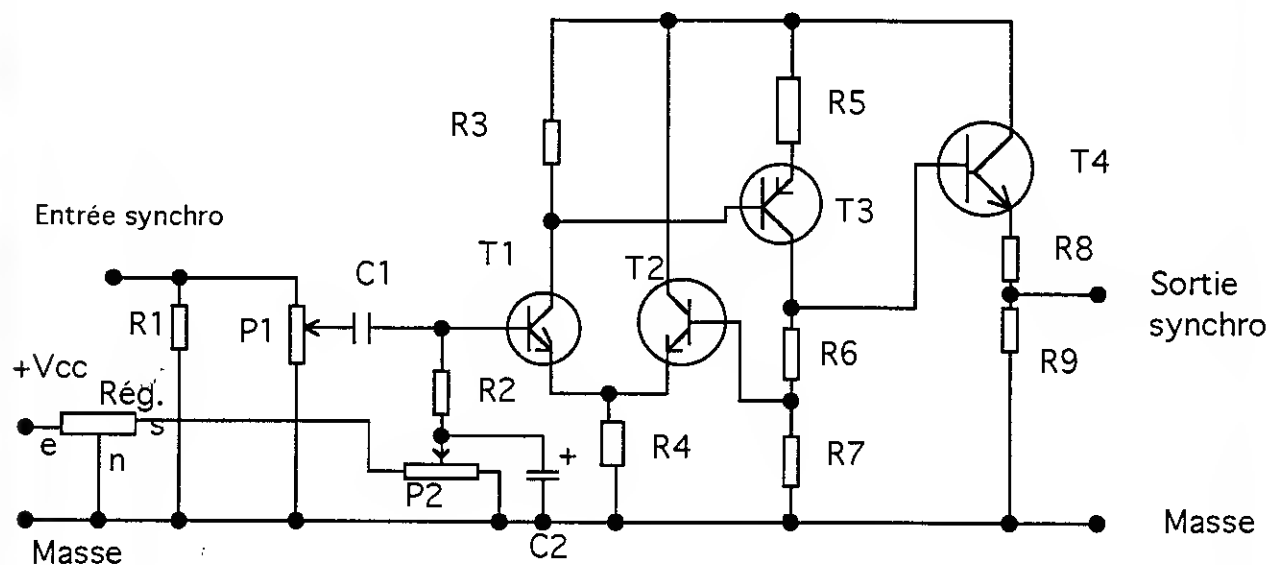 R3
R5
T4
Entrée synchro
T3
T1
T2
R8
C1
Sortie
synchro
R1
P1
R6
R9
+Vcc
Rég.
R2
s
e
n
+
R4
R7
P2
Masse
Masse
C2